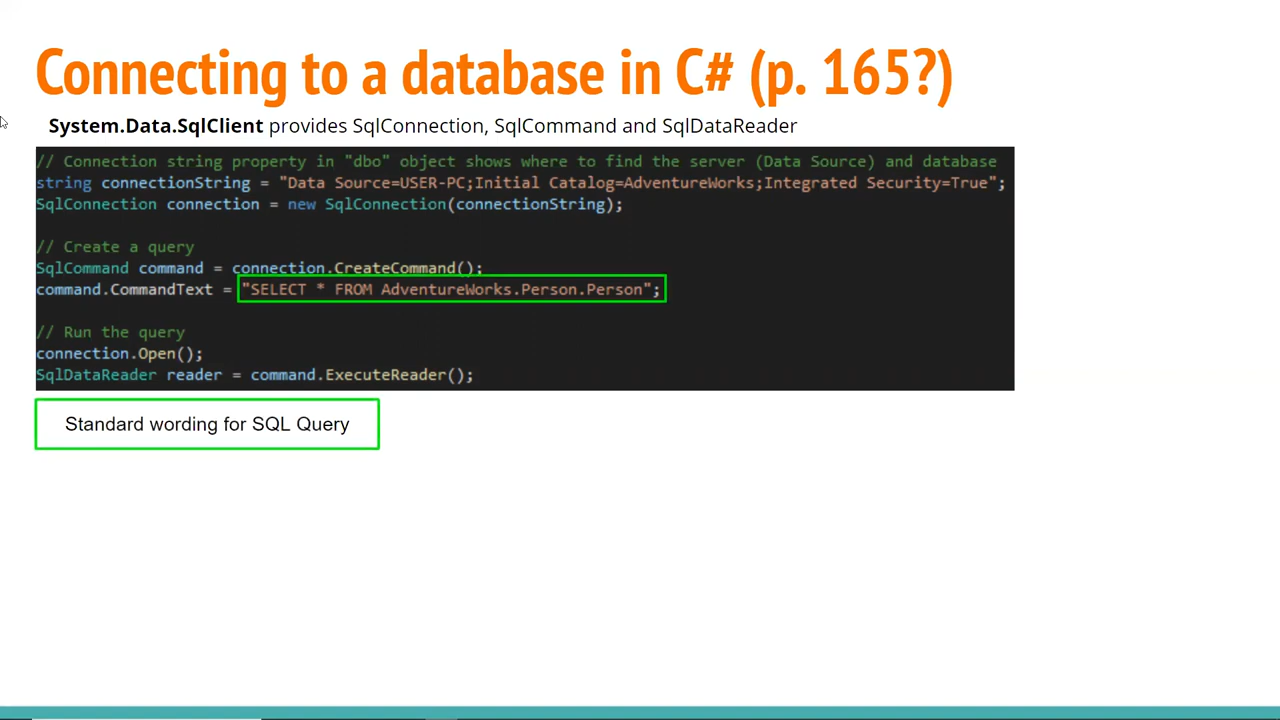 Connecting to a database in C# (p. 165?)
System.Data.SqlClient provides SqlConnection, SqlCommand and SqlDataReader
// Connection string property in "dbo" object shows where to find the server (Data Source) and database
string connectionString = "Data Source=USER-PC;Initial Catalog=AdventureWorks;Integrated Security=True";
SqlConnection connection = new SqlConnection(connectionString);
// Create a query
SqlCommand command = connection.CreateCommand();
command.CommandText = "SELECT * FROM AdventureWorks.Person.Person";
// Run the query
connection.Open();
SqlDataReader reader = command.ExecuteReader();
Standard wording for SQL Query